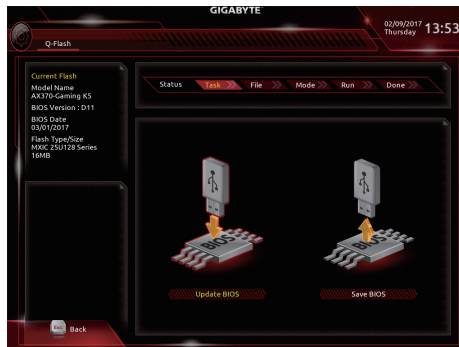 GIGABYTE
02/09/2017
Thursday
13:53
Q-Flash
Current Flash
Model Name
AX370-Gaming K5
BIOS Version : D11
BIOS Date
03/01/2017
Flash Type/Size
MXIC 25U128 Series
16MB
Status Task File Mode Run Done
BIOS
BIOS
Update BIOS
Save BIOS
Esc Back